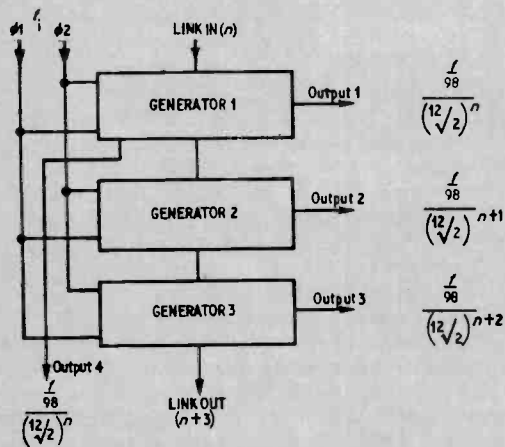 ϕ1 fi ϕ2 LINK IN (n)
GENERATOR 1
Output 1
f/98
(12√2)^n
GENERATOR 2
Output 2
f/98
(12√2)^n+1
GENERATOR 3
Output 3
f/98
(12√2)^n+2
Output 4
f/98
(12√2)^n
LINK OUT
(n+3)